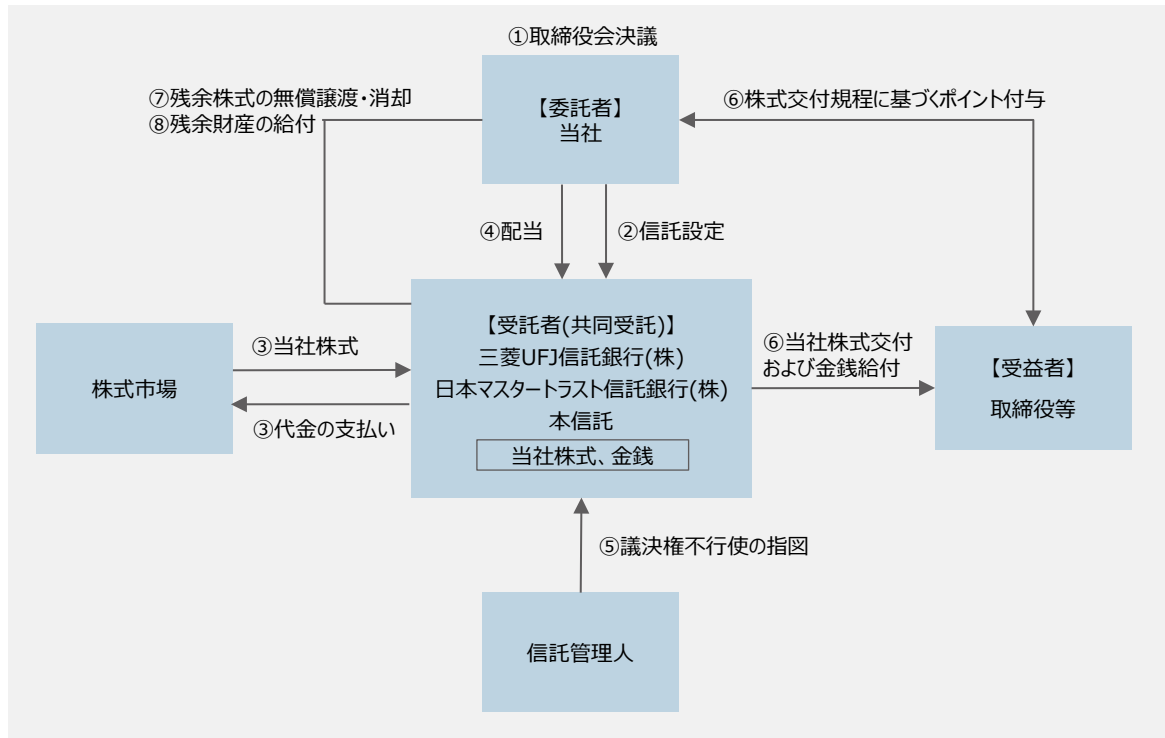 ①取締役会決議
⑦残余株式の無償譲渡・消却
⑧残余財産の給付
【委託者】
当社
⑥株式交付規程に基づくポイント付与
④配当
②信託設定
【受託者(共同受託)】
三菱UFJ信託銀行(株)
日本マスタートラスト信託銀行(株)
本信託
当社株式、金銭
株式市場
③当社株式
③代金の支払い
⑥当社株式交付
および金銭給付
【受益者】
取締役等
⑤議決権不行使の指図
信託管理人